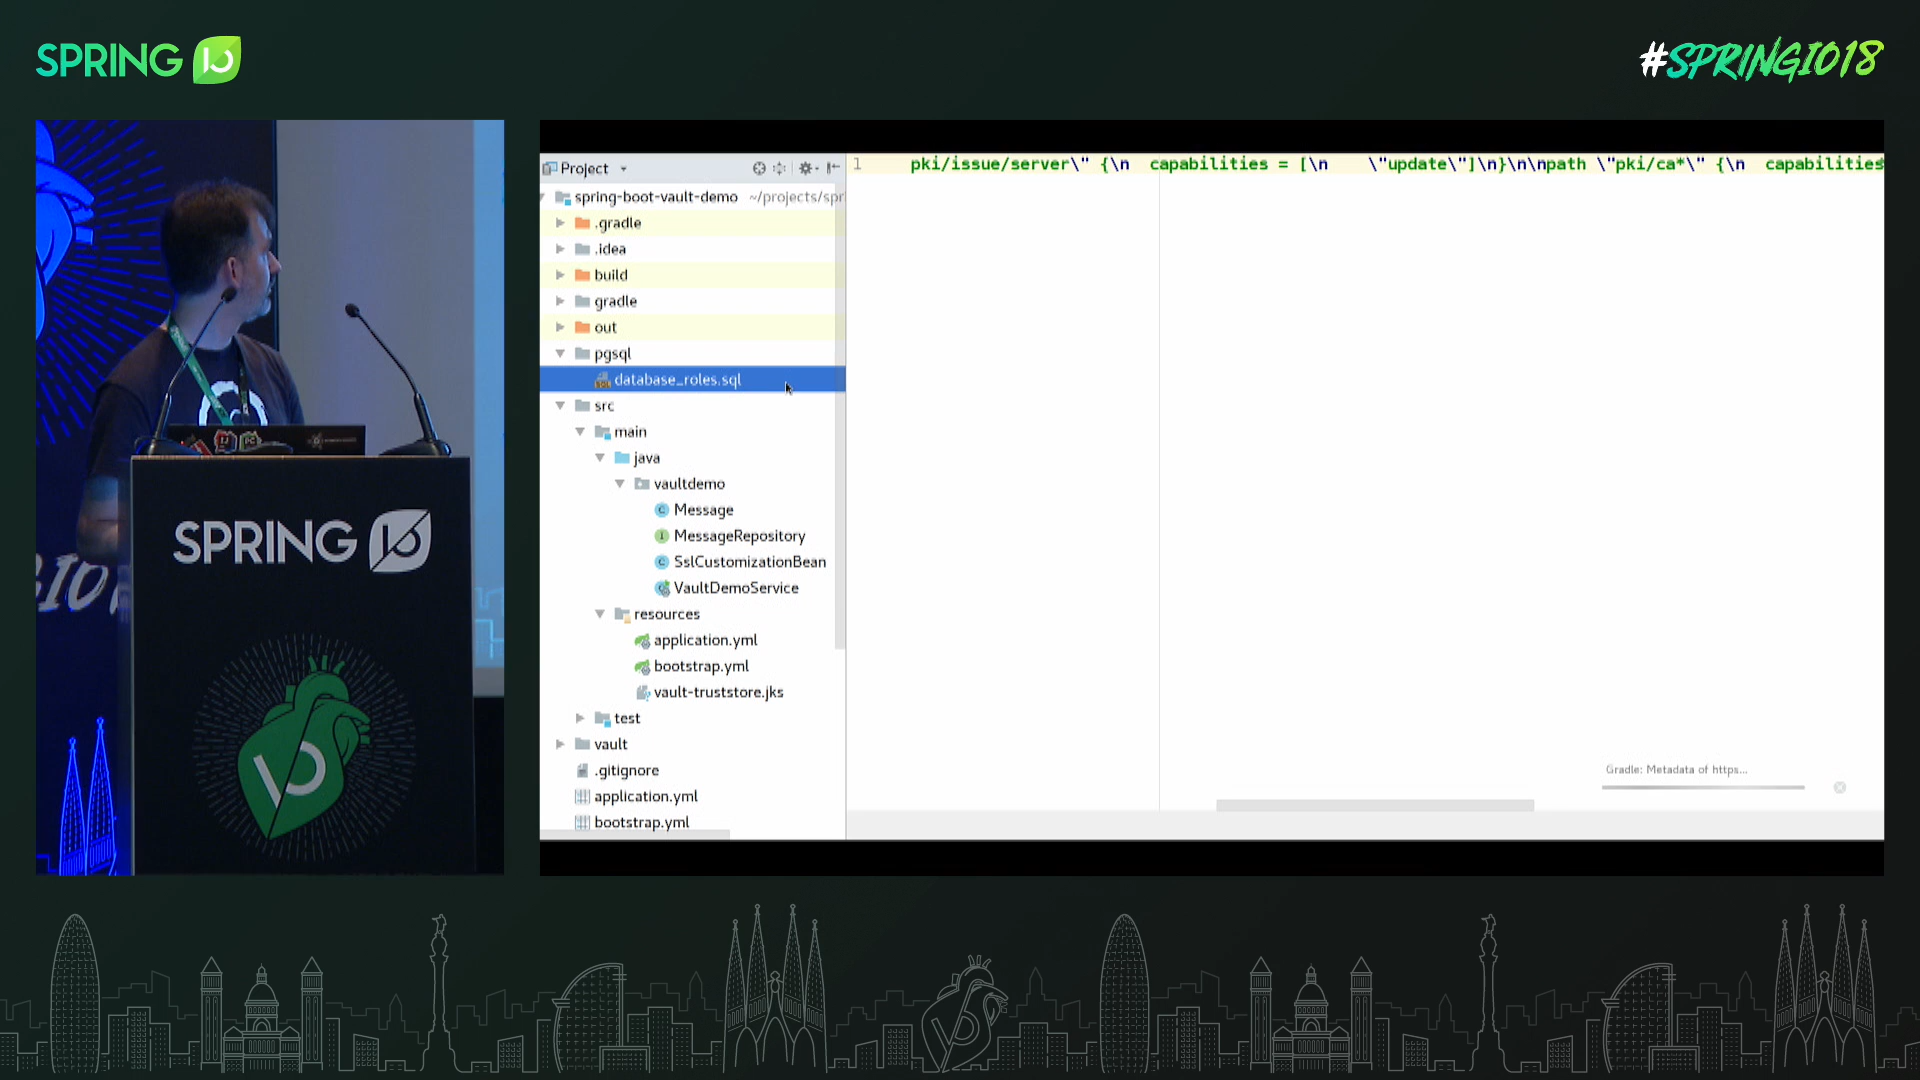 SPRING IO
#SPRINGIO18
Project
1 pki/issue/server\" {\n capabilities = [\n \"update\"]\n}\n\npath \"pki/ca*\" {\n capabilities
spring-boot-vault-demo ~/projects/spr
.gradle
.idea
build
gradle
out
pgsql
database_roles.sql
src
main
java
vaultdemo
Message
MessageRepository
SslCustomizationBean
VaultDemoService
resources
application.yml
bootstrap.yml
vault-truststore.jks
test
vault
.gitignore
application.yml
bootstrap.yml
Gradle: Metadata of https...
SPRING IO